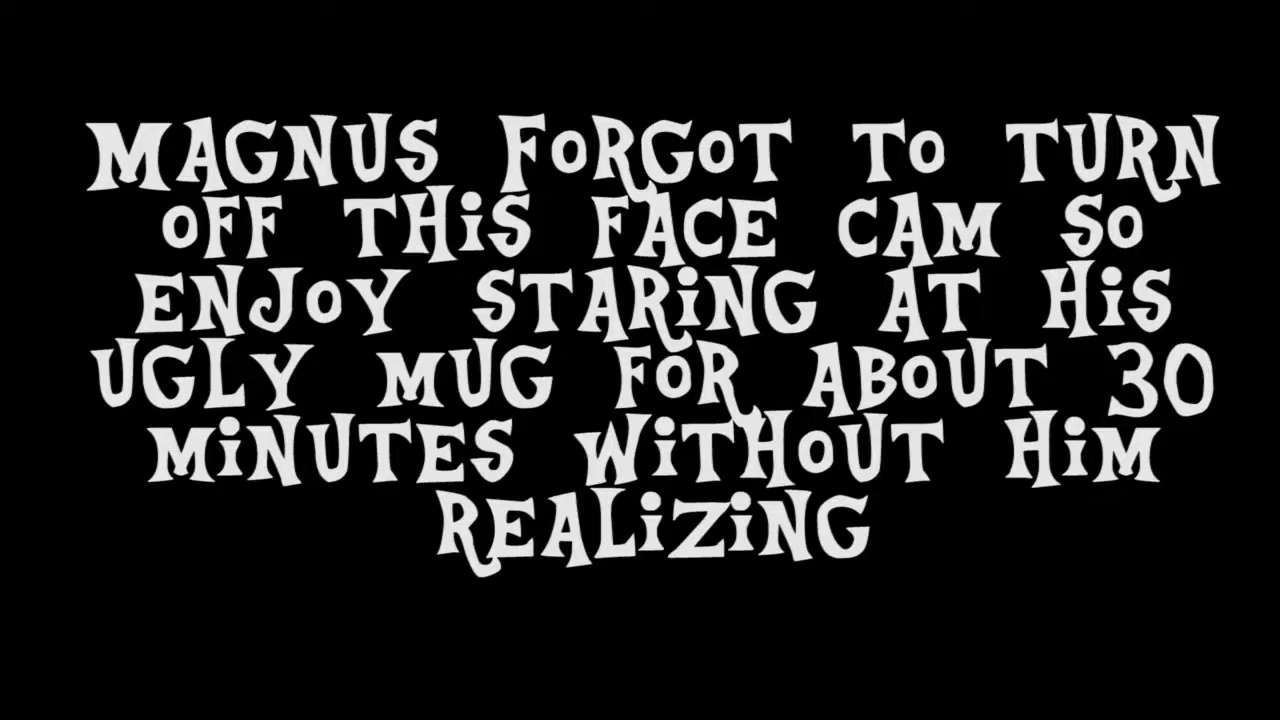 MAGNUS FORGOT TO TURN
OFF THIS FACE CAM SO
ENJOY STARING AT HIS
UGLY MUG FOR ABOUT 30
MINUTES WITHOUT HIM
REALIZING